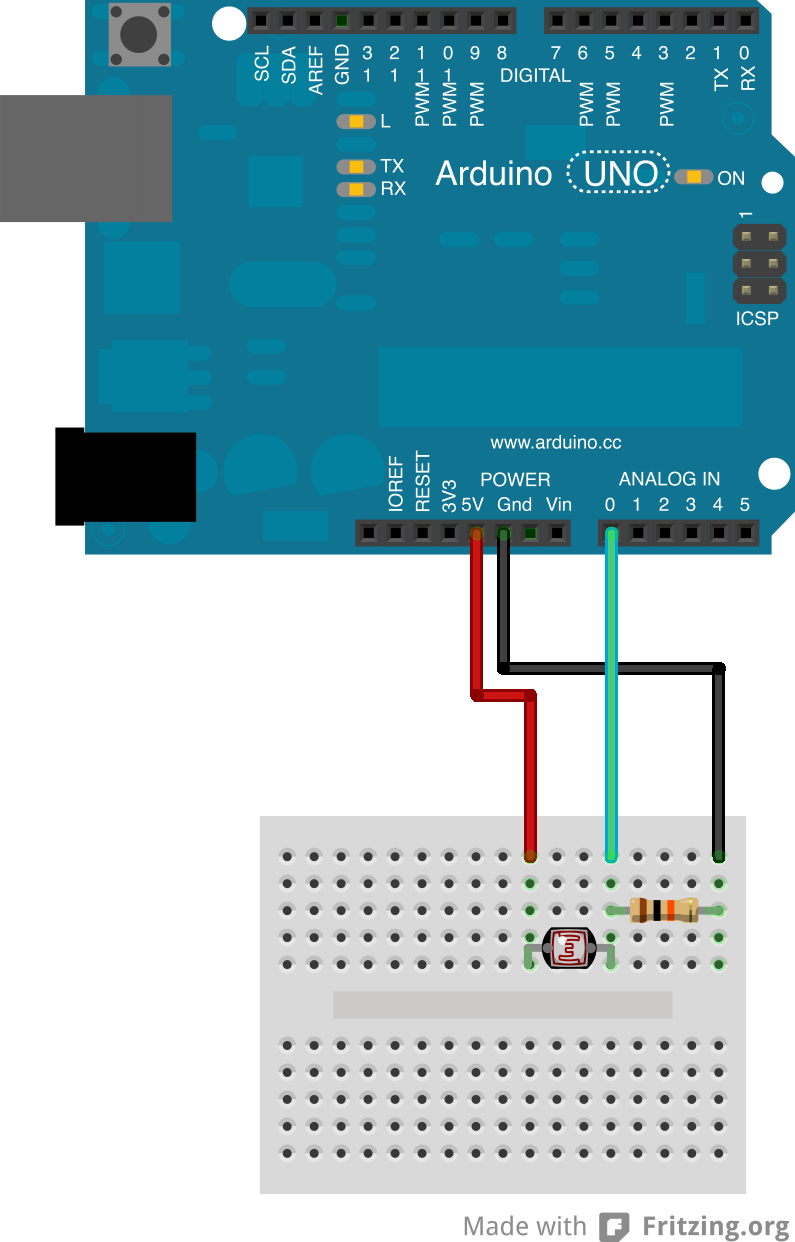 SCL SDA AREF GND 13 12 PWM 11 PWM 10 PWM 9 8 7 PWM 6 PWM 5 4 PWM 3 2 TX 1 RX 0
DIGITAL
L
TX
RX
Arduino UNO
ON
1
ICSP
www.arduino.cc
POWER
ANALOG IN
IOREF RESET 3V3 5V Gnd Vin
0 1 2 3 4 5
Made with Fritzing.org